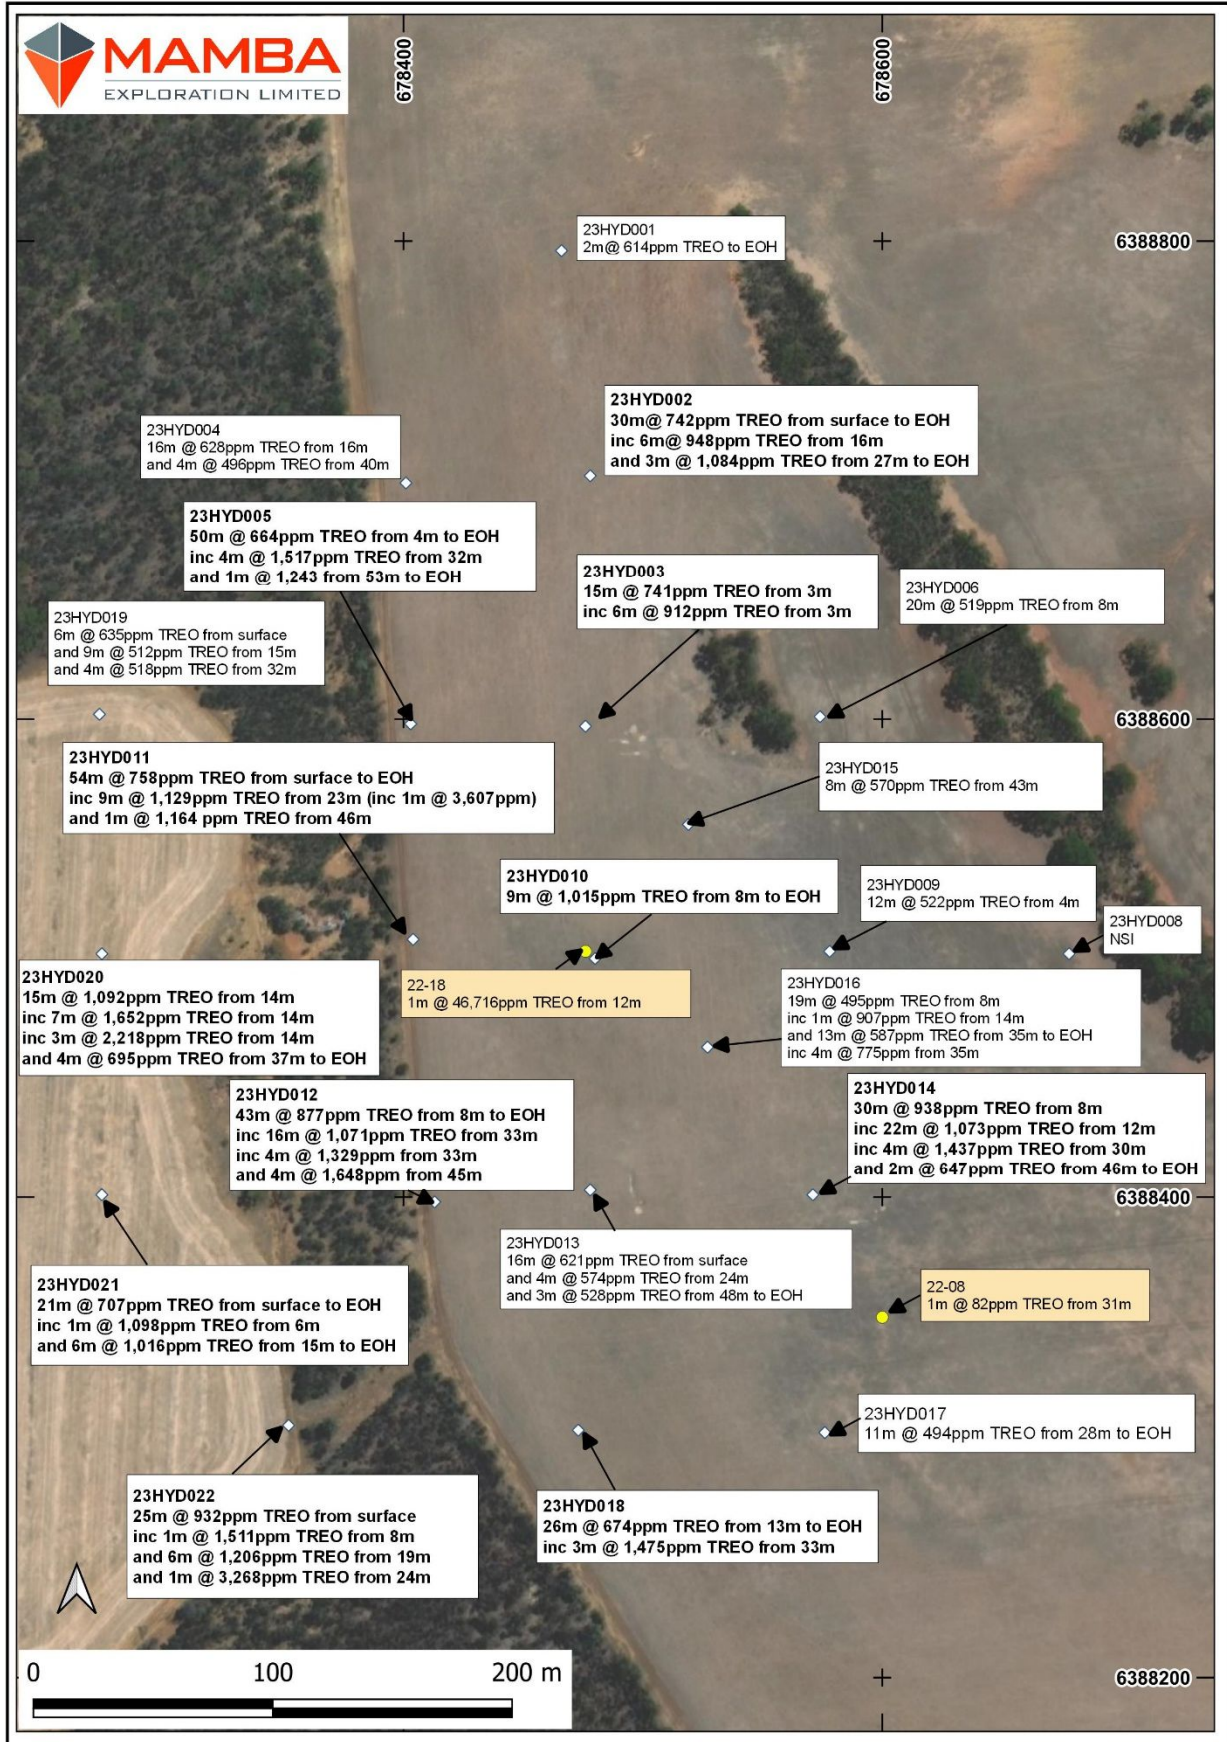 MAMBA
EXPLORATION LIMITED
678400
678600
23HYD001
2m@ 614ppm TREO to EOH
6388800
23HYD002
30m@ 742ppm TREO from surface to EOH
inc 6m@ 948ppm TREO from 16m
and 3m @ 1,084ppm TREO from 27m to EOH
23HYD004
16m @ 628ppm TREO from 16m
and 4m @ 496ppm TREO from 40m
23HYD005
50m @ 664ppm TREO from 4m to EOH
inc 4m @ 1,517ppm TREO from 32m
and 1m @ 1,243 from 53m to EOH
23HYD003
15m @ 741ppm TREO from 3m
inc 6m @ 912ppm TREO from 3m
23HYD006
20m @ 519ppm TREO from 8m
23HYD019
6m @ 635ppm TREO from surface
and 9m @ 512ppm TREO from 15m
and 4m @ 518ppm TREO from 32m
6388600
23HYD011
54m @ 758ppm TREO from surface to EOH
inc 9m @ 1,129ppm TREO from 23m (inc 1m @ 3,607ppm)
and 1m @ 1,164 ppm TREO from 46m
23HYD015
8m @ 570ppm TREO from 43m
23HYD010
9m @ 1,015ppm TREO from 8m to EOH
23HYD009
12m @ 522ppm TREO from 4m
23HYD008
NSI
23HYD020
15m @ 1,092ppm TREO from 14m
inc 7m @ 1,652ppm TREO from 14m
inc 3m @ 2,218ppm TREO from 14m
and 4m @ 695ppm TREO from 37m to EOH
22-18
1m @ 46,716ppm TREO from 12m
23HYD016
19m @ 495ppm TREO from 8m
inc 1m @ 907ppm TREO from 14m
and 13m @ 587ppm TREO from 35m to EOH
inc 4m @ 775ppm from 35m
23HYD012
43m @ 877ppm TREO from 8m to EOH
inc 16m @ 1,071ppm TREO from 33m
inc 4m @ 1,329ppm from 33m
and 4m @ 1,648ppm from 45m
23HYD014
30m @ 938ppm TREO from 8m
inc 22m @ 1,073ppm TREO from 12m
inc 4m @ 1,437ppm TREO from 30m
and 2m @ 647ppm TREO from 46m to EOH
6388400
23HYD013
16m @ 621ppm TREO from surface
and 4m @ 574ppm TREO from 24m
and 3m @ 528ppm TREO from 48m to EOH
23HYD021
21m @ 707ppm TREO from surface to EOH
inc 1m @ 1,098ppm TREO from 6m
and 6m @ 1,016ppm TREO from 15m to EOH
22-08
1m @ 82ppm TREO from 31m
23HYD017
11m @ 494ppm TREO from 28m to EOH
23HYD022
25m @ 932ppm TREO from surface
inc 1m @ 1,511ppm TREO from 8m
and 6m @ 1,206ppm TREO from 19m
and 1m @ 3,268ppm TREO from 24m
23HYD018
26m @ 674ppm TREO from 13m to EOH
inc 3m @ 1,475ppm TREO from 33m
0 100 200 m
6388200